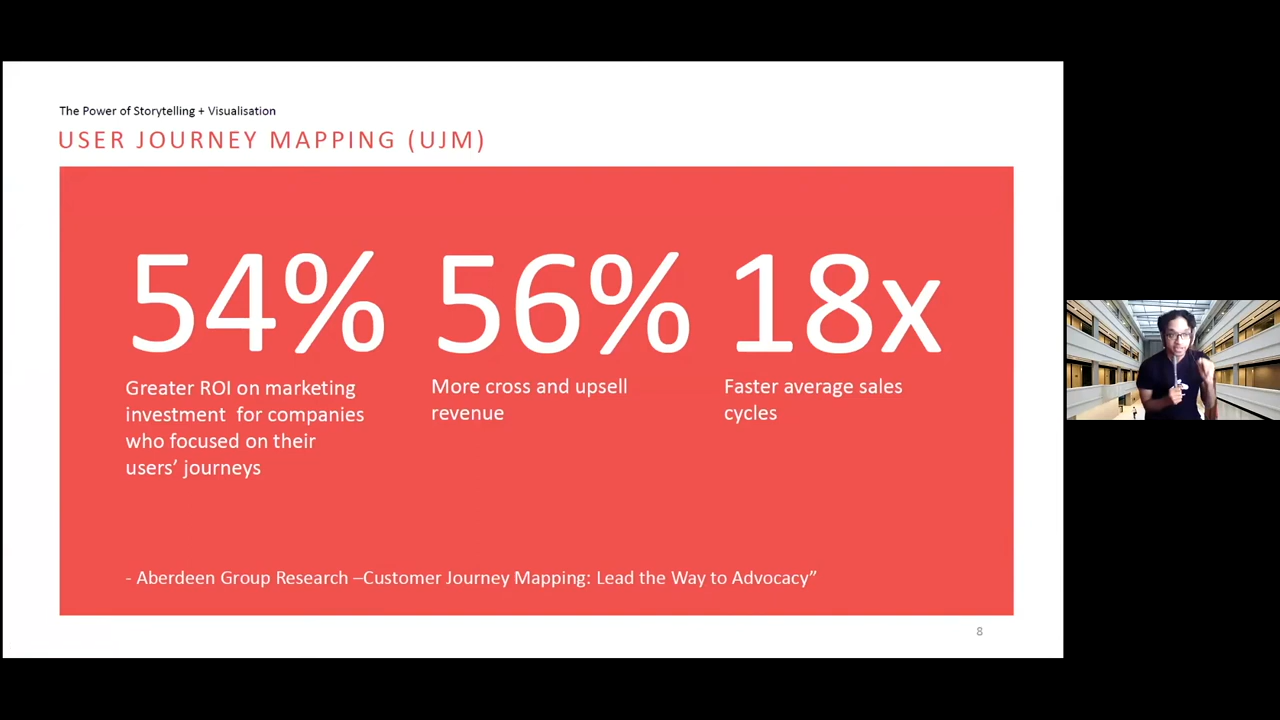 The Power of Storytelling + Visualisation
USER JOURNEY MAPPING (UJM)
54%
Greater ROI on marketing
investment  for companies
who focused on their
users’ journeys
56%
More cross and upsell
revenue
18x
Faster average sales
cycles
- Aberdeen Group Research –Customer Journey Mapping: Lead the Way to Advocacy”
8